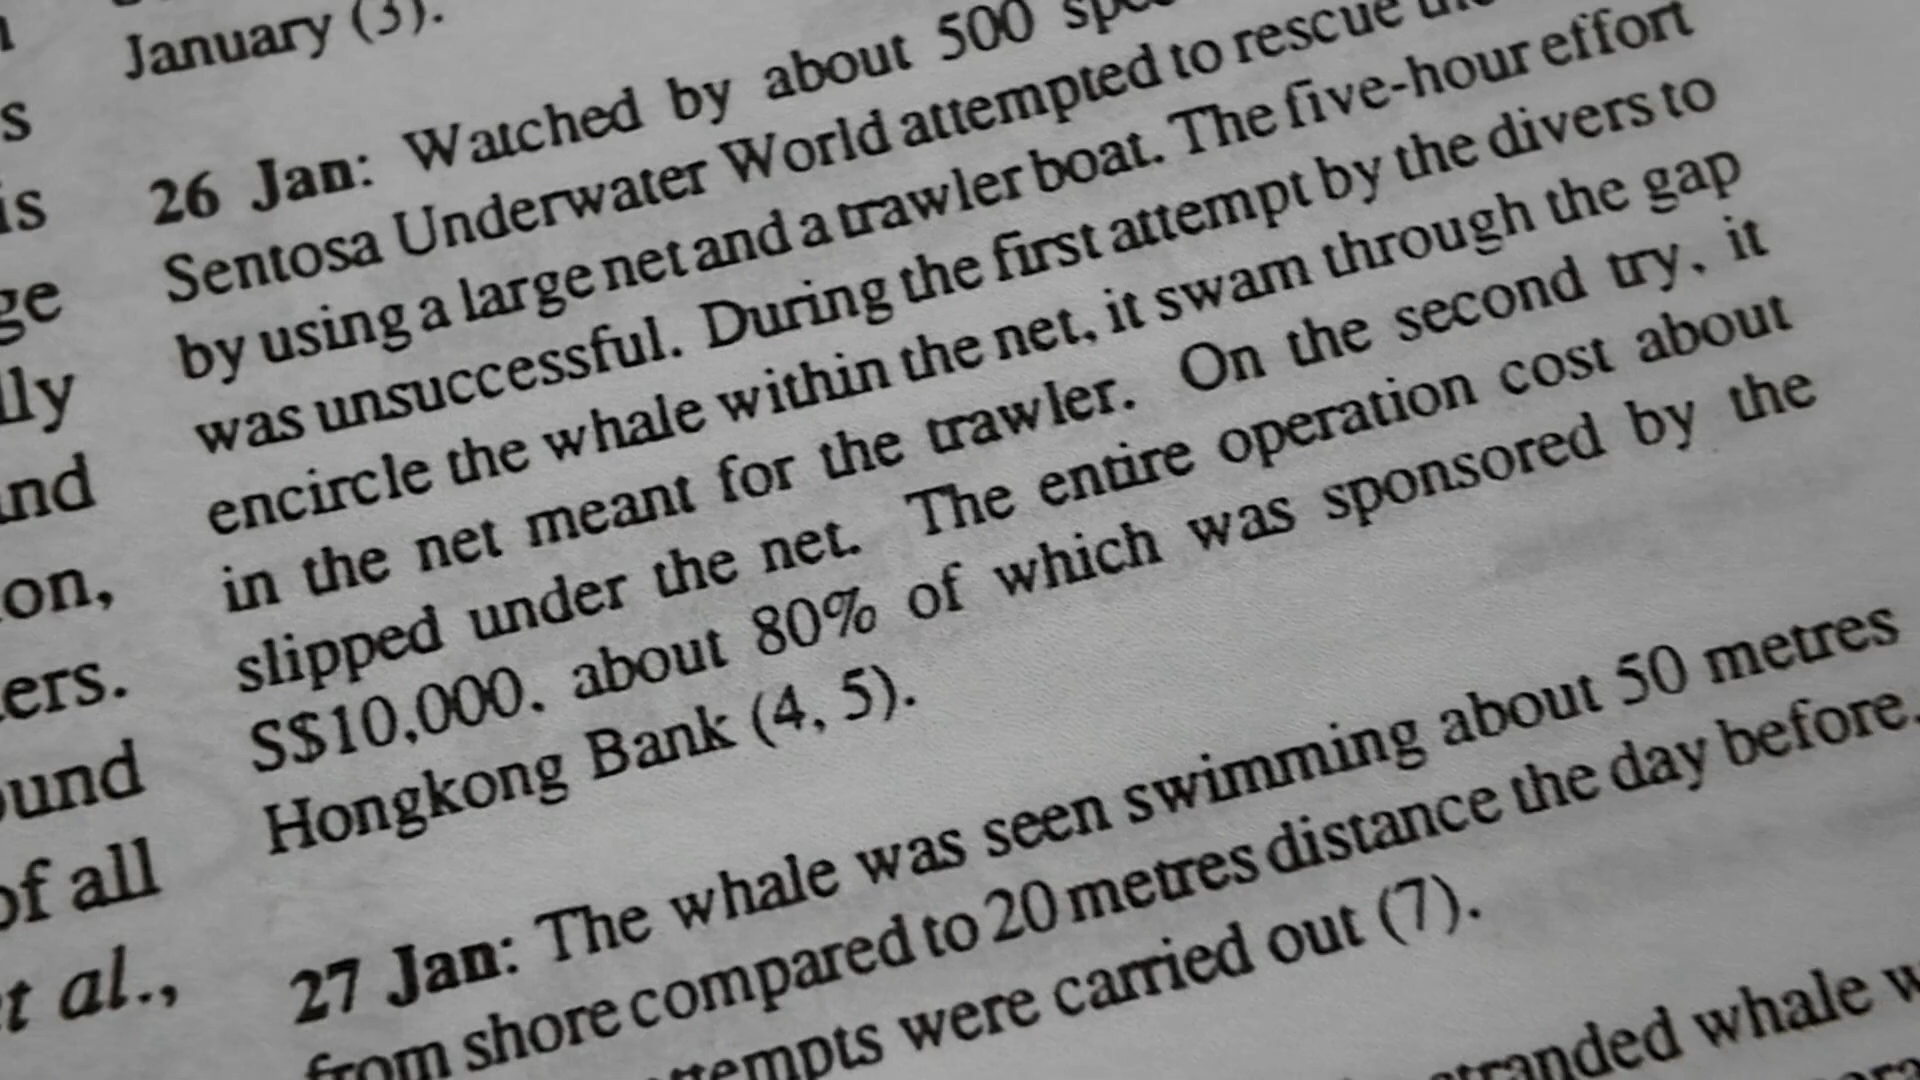 January (3).
26 Jan: Watched by about 500
Sentosa Underwater World attempted to rescue
by using a large net and a trawler boat. The five-hour effort
was unsuccessful. During the first attempt by the divers to
encircle the whale within the net, it swam through the gap
in the net meant for the trawler. On the second try, it
slipped under the net. The entire operation cost about
S$10,000, about 80% of which was sponsored by the
Hongkong Bank (4, 5).
27 Jan: The whale was seen swimming about 50 metres
from shore compared to 20 metres distance the day before.
were carried out (7).
whale
of all
al.,